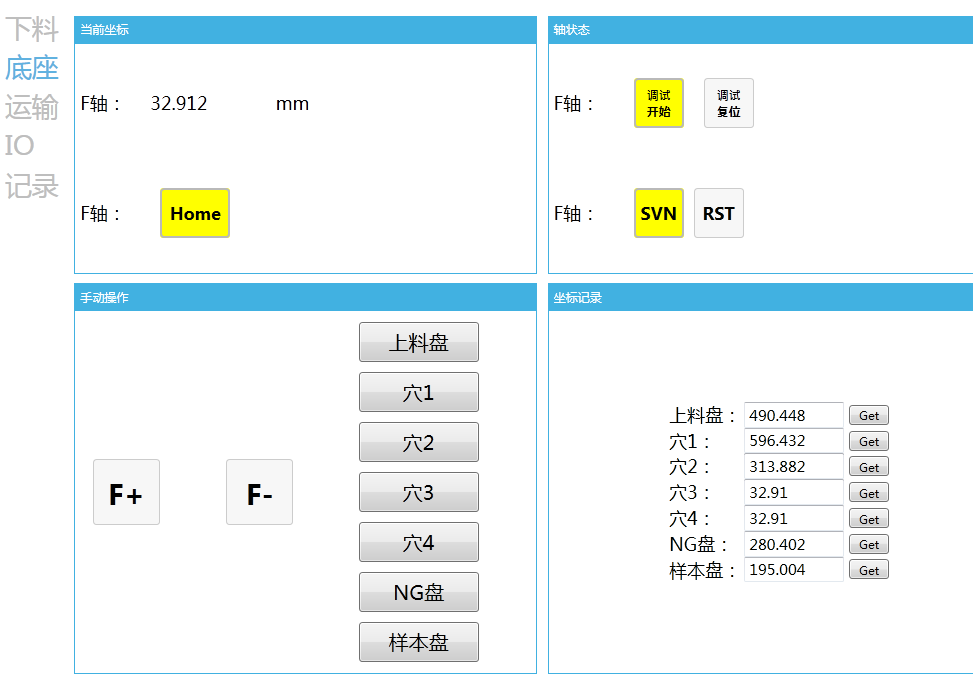 下料
底座
运输
IO
记录
当前坐标
F轴： 32.912 mm
F轴： Home
轴状态
F轴： 调试开始 调试复位
F轴： SVN RST
手动操作
F+ F-
上料盘
穴1
穴2
穴3
穴4
NG盘
样本盘
坐标记录
上料盘： 490.448 Get
穴1： 596.432 Get
穴2： 313.882 Get
穴3： 32.91 Get
穴4： 32.91 Get
NG盘： 280.402 Get
样本盘： 195.004 Get